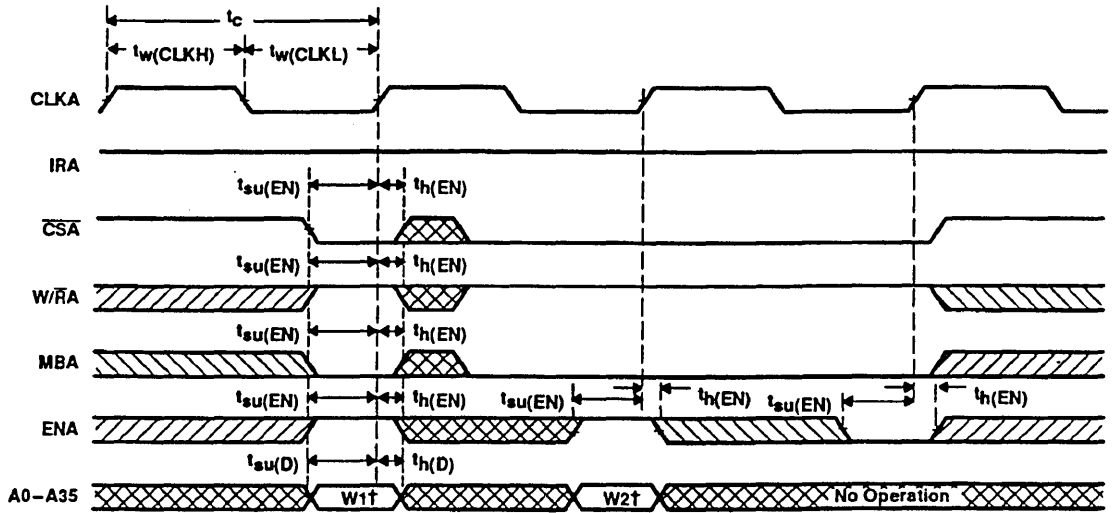 tc
tw(CLKH) tw(CLKL)
CLKA
IRA
tsu(EN) th(EN)
CSA
tsu(EN) th(EN)
W/RA
tsu(EN) th(EN)
MBA
tsu(EN) th(EN) tsu(EN) th(EN) tsu(EN) th(EN)
ENA
tsu(D) th(D)
A0–A35 W1† W2† No Operation